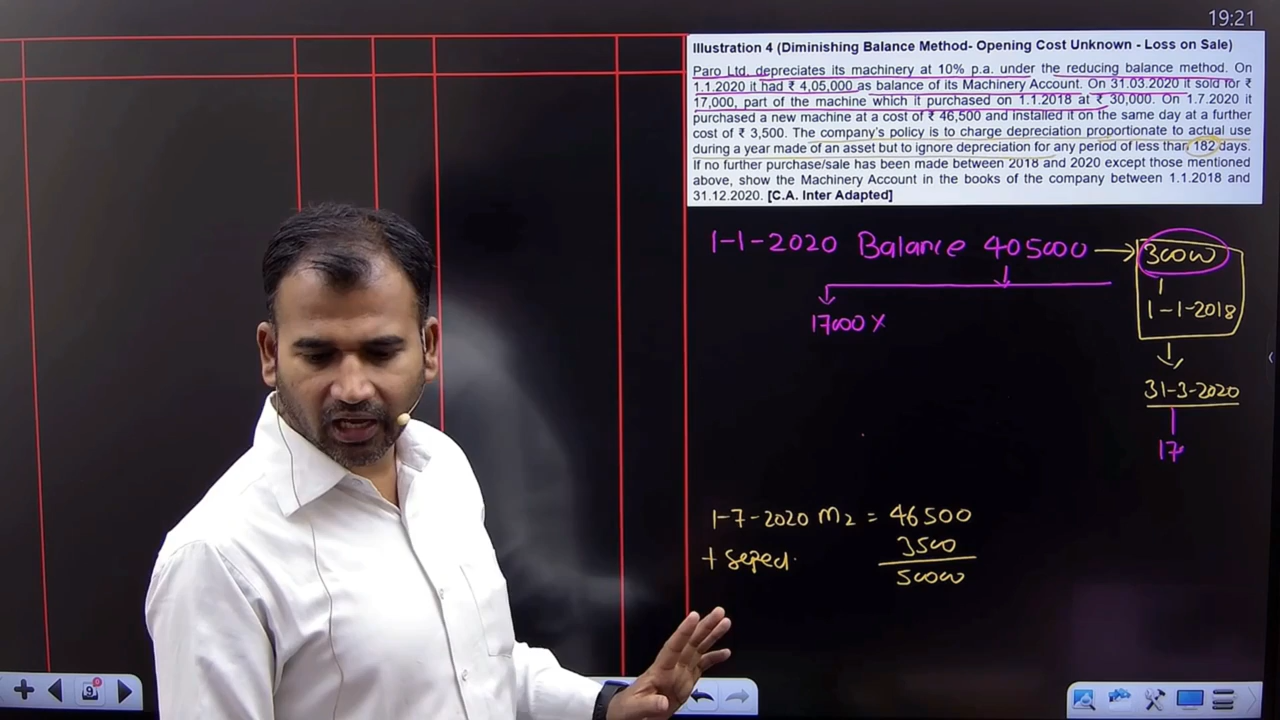 19:21
Illustration 4 (Diminishing Balance Method- Opening Cost Unknown - Loss on Sale)
Paro Ltd. depreciates its machinery at 10% p.a. under the reducing balance method. On
1.1.2020 it had ₹ 4,05,000 as balance of its Machinery Account. On 31.03.2020 it sold for ₹
17,000, part of the machine which it purchased on 1.1.2018 at ₹ 30,000. On 1.7.2020 it
purchased a new machine at a cost of ₹ 46,500 and installed it on the same day at a further
cost of ₹ 3,500. The company's policy is to charge depreciation proportionate to actual use
during a year made of an asset but to ignore depreciation for any period of less than 182 days.
If no further purchase/sale has been made between 2018 and 2020 except those mentioned
above, show the Machinery Account in the books of the company between 1.1.2018 and
31.12.2020. [C.A. Inter Adapted]
1-1-2020 Balance 405000 → 30000
1-1-2018
17000 X
31-3-2020
17
1-7-2020 M2 = 46500
+ 3500
50000
9